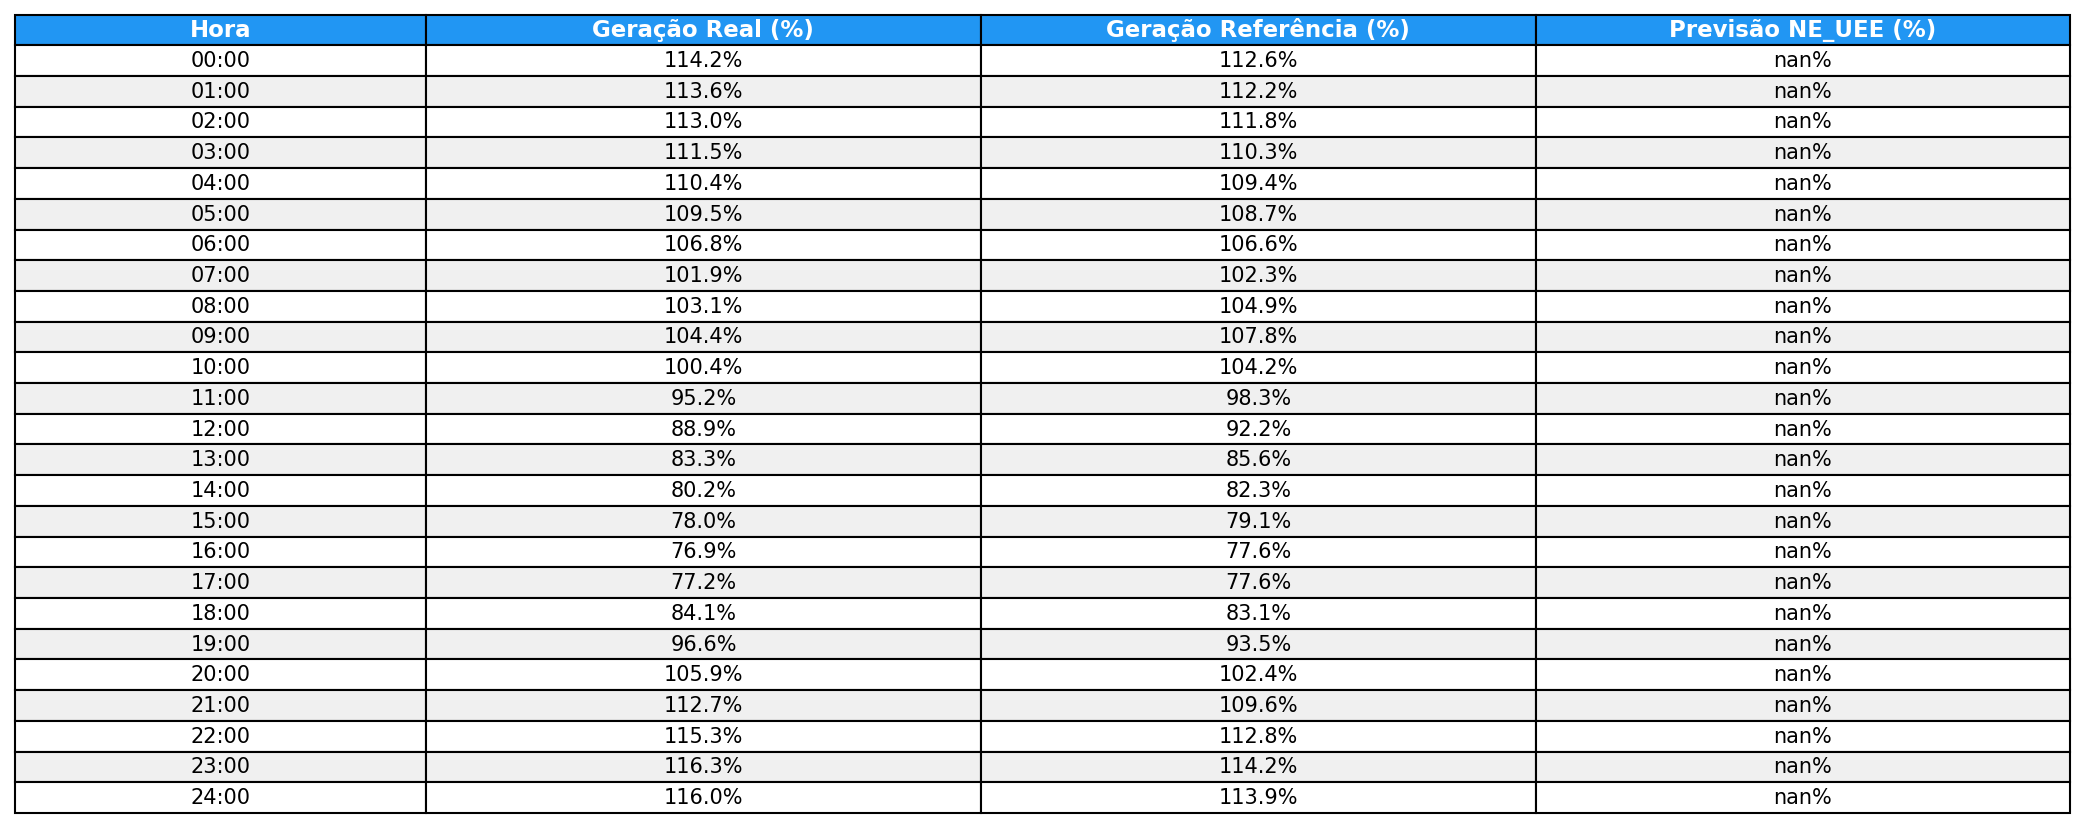 Hora Geração Real (%) Geração Referência (%) Previsão NE_UEE (%)
00:00 114.2% 112.6% nan%
01:00 113.6% 112.2% nan%
02:00 113.0% 111.8% nan%
03:00 111.5% 110.3% nan%
04:00 110.4% 109.4% nan%
05:00 109.5% 108.7% nan%
06:00 106.8% 106.6% nan%
07:00 101.9% 102.3% nan%
08:00 103.1% 104.9% nan%
09:00 104.4% 107.8% nan%
10:00 100.4% 104.2% nan%
11:00 95.2% 98.3% nan%
12:00 88.9% 92.2% nan%
13:00 83.3% 85.6% nan%
14:00 80.2% 82.3% nan%
15:00 78.0% 79.1% nan%
16:00 76.9% 77.6% nan%
17:00 77.2% 77.6% nan%
18:00 84.1% 83.1% nan%
19:00 96.6% 93.5% nan%
20:00 105.9% 102.4% nan%
21:00 112.7% 109.6% nan%
22:00 115.3% 112.8% nan%
23:00 116.3% 114.2% nan%
24:00 116.0% 113.9% nan%